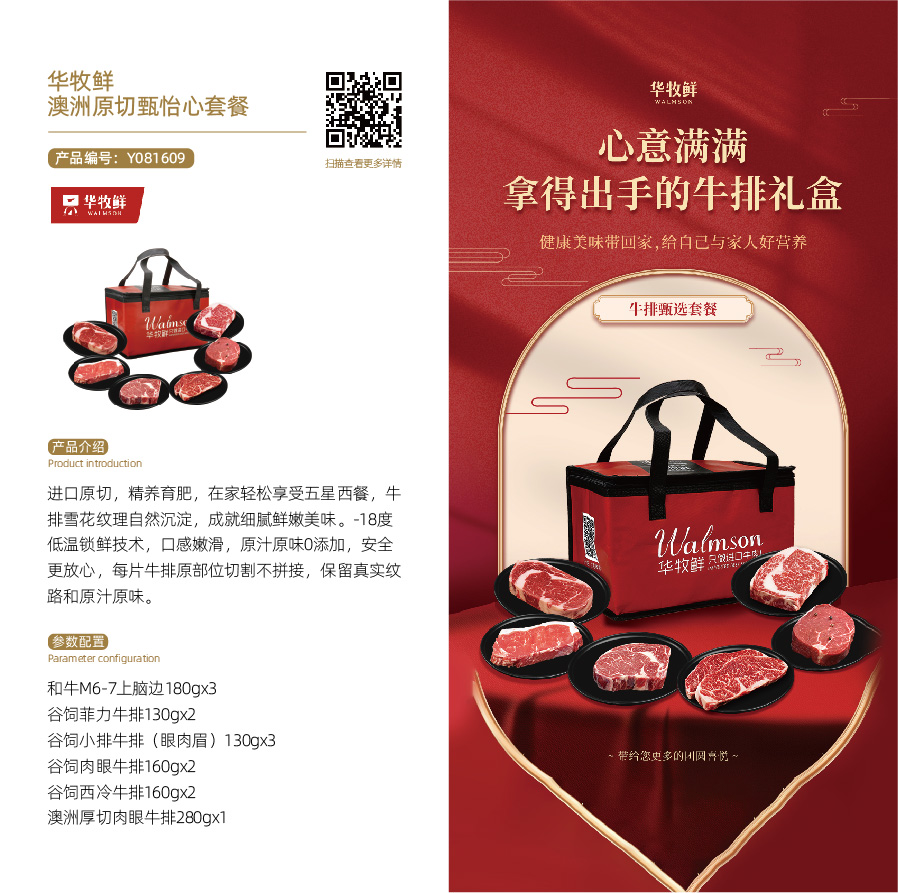 华牧鲜
澳洲原切甄怡心套餐
产品编号：Y081609
扫描查看更多详情
华牧鲜
WALMSON
Walmson
华牧鲜
产品介绍
Product introduction
进口原切，精养育肥，在家轻松享受五星西餐，牛
排雪花纹理自然沉淀，成就细腻鲜嫩美味。-18度
低温锁鲜技术，口感嫩滑，原汁原味0添加，安全
更放心，每片牛排原部位切割不拼接，保留真实纹
路和原汁原味。
参数配置
Parameter configuration
和牛M6-7上脑边180gx3
谷饲菲力牛排130gx2
谷饲小排牛排（眼肉眉）130gx3
谷饲肉眼牛排160gx2
谷饲西冷牛排160gx2
澳洲厚切肉眼牛排280gx1
华牧鲜
WALMSON
心意满满
拿得出手的牛排礼盒
健康美味带回家,给自己与家人好营养
牛排甄选套餐
Walmson
华牧鲜 只做进口牛肉
~ 带给您更多的团圆喜悦 ~